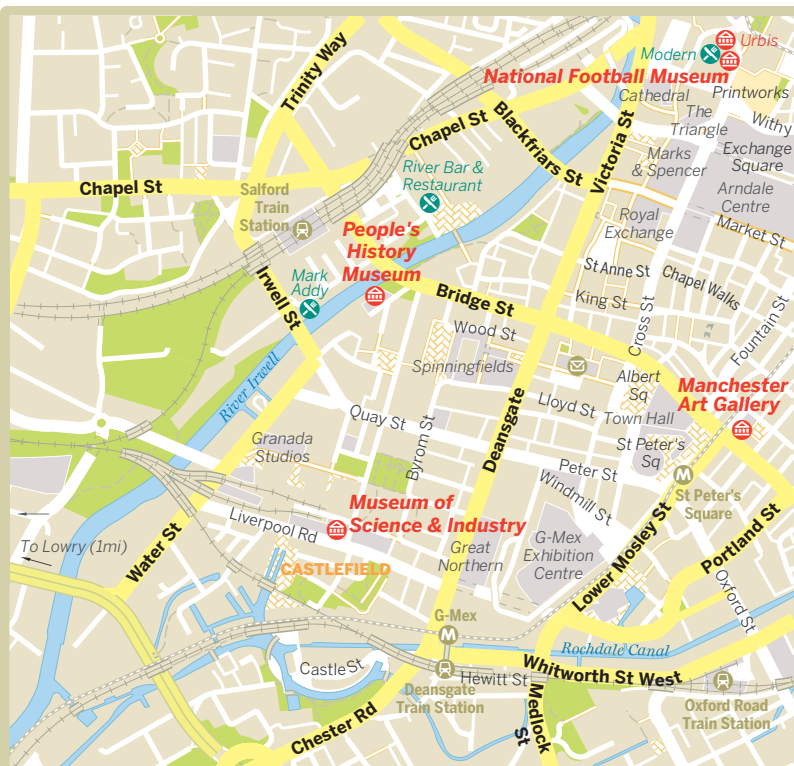 Trinity Way
Modern
Urbis
National Football Museum
Cathedral
Printworks
The
Triangle
Withy
Chapel St
Blackfriars St
Victoria St
Marks
& Spencer
Exchange
Square
Arndale
Centre
River Bar &
Restaurant
Chapel St
Salford
Train
Station
People's
History
Museum
Royal
Exchange
Market St
St Anne St
Chapel Walks
Mark
Addy
Irwell St
Bridge St
King St
Cross St
Fountain St
Wood St
Spinningfields
River Irwell
Albert
Sq
Manchester
Art Gallery
Lloyd St
Town Hall
Quay St
Byrom St
Deansgate
Granada
Studios
St Peter's
Sq
Peter St
Windmill St
St Peter's
Square
Museum of
Science & Industry
Liverpool Rd
Lower Mosley St
Portland St
To Lowry (1mi)
Water St
Great
Northern
G-Mex
Exhibition
Centre
CASTLEFIELD
Oxford St
G-Mex
Rochdale Canal
Castle St
Whitworth St West
Hewitt St
Deansgate
Train Station
Medlock
St
Oxford Road
Train Station
Chester Rd
M
M